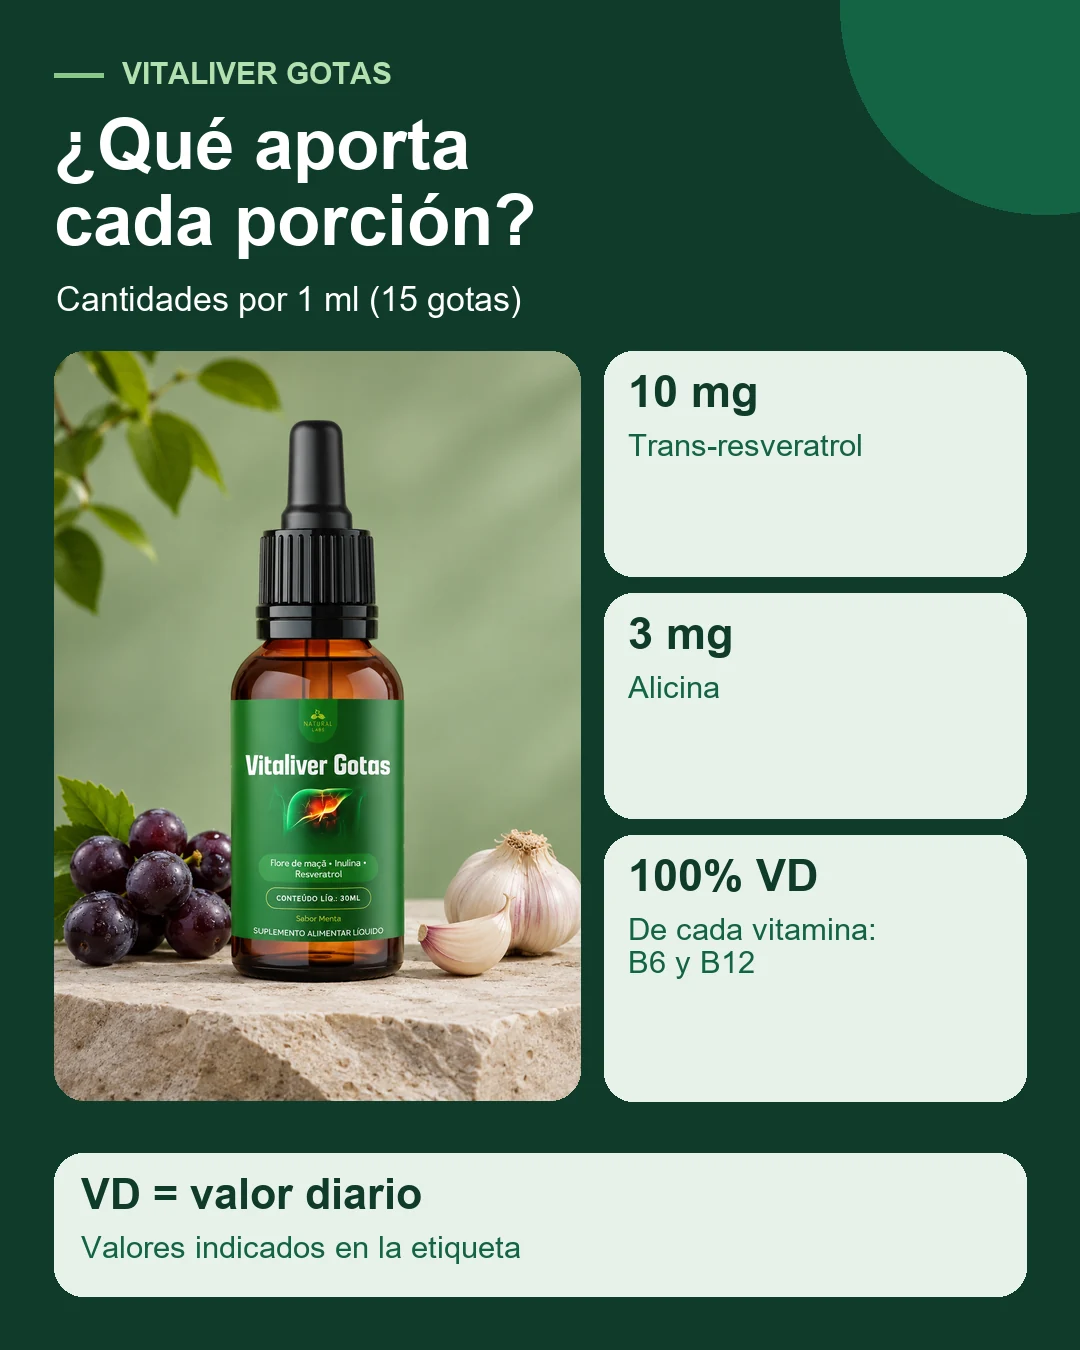 VITALIVER GOTAS
¿Qué aporta
cada porción?
Cantidades por 1 ml (15 gotas)
NATURAL
LABS
Vitaliver Gotas
Flore de maçã • Inulina •
Resveratrol
CONTEÚDO LÍQ.: 30ML
Sabor Menta
SUPLEMENTO ALIMENTAR LÍQUIDO
10 mg
Trans-resveratrol
3 mg
Alicina
100% VD
De cada vitamina:
B6 y B12
VD = valor diario
Valores indicados en la etiqueta